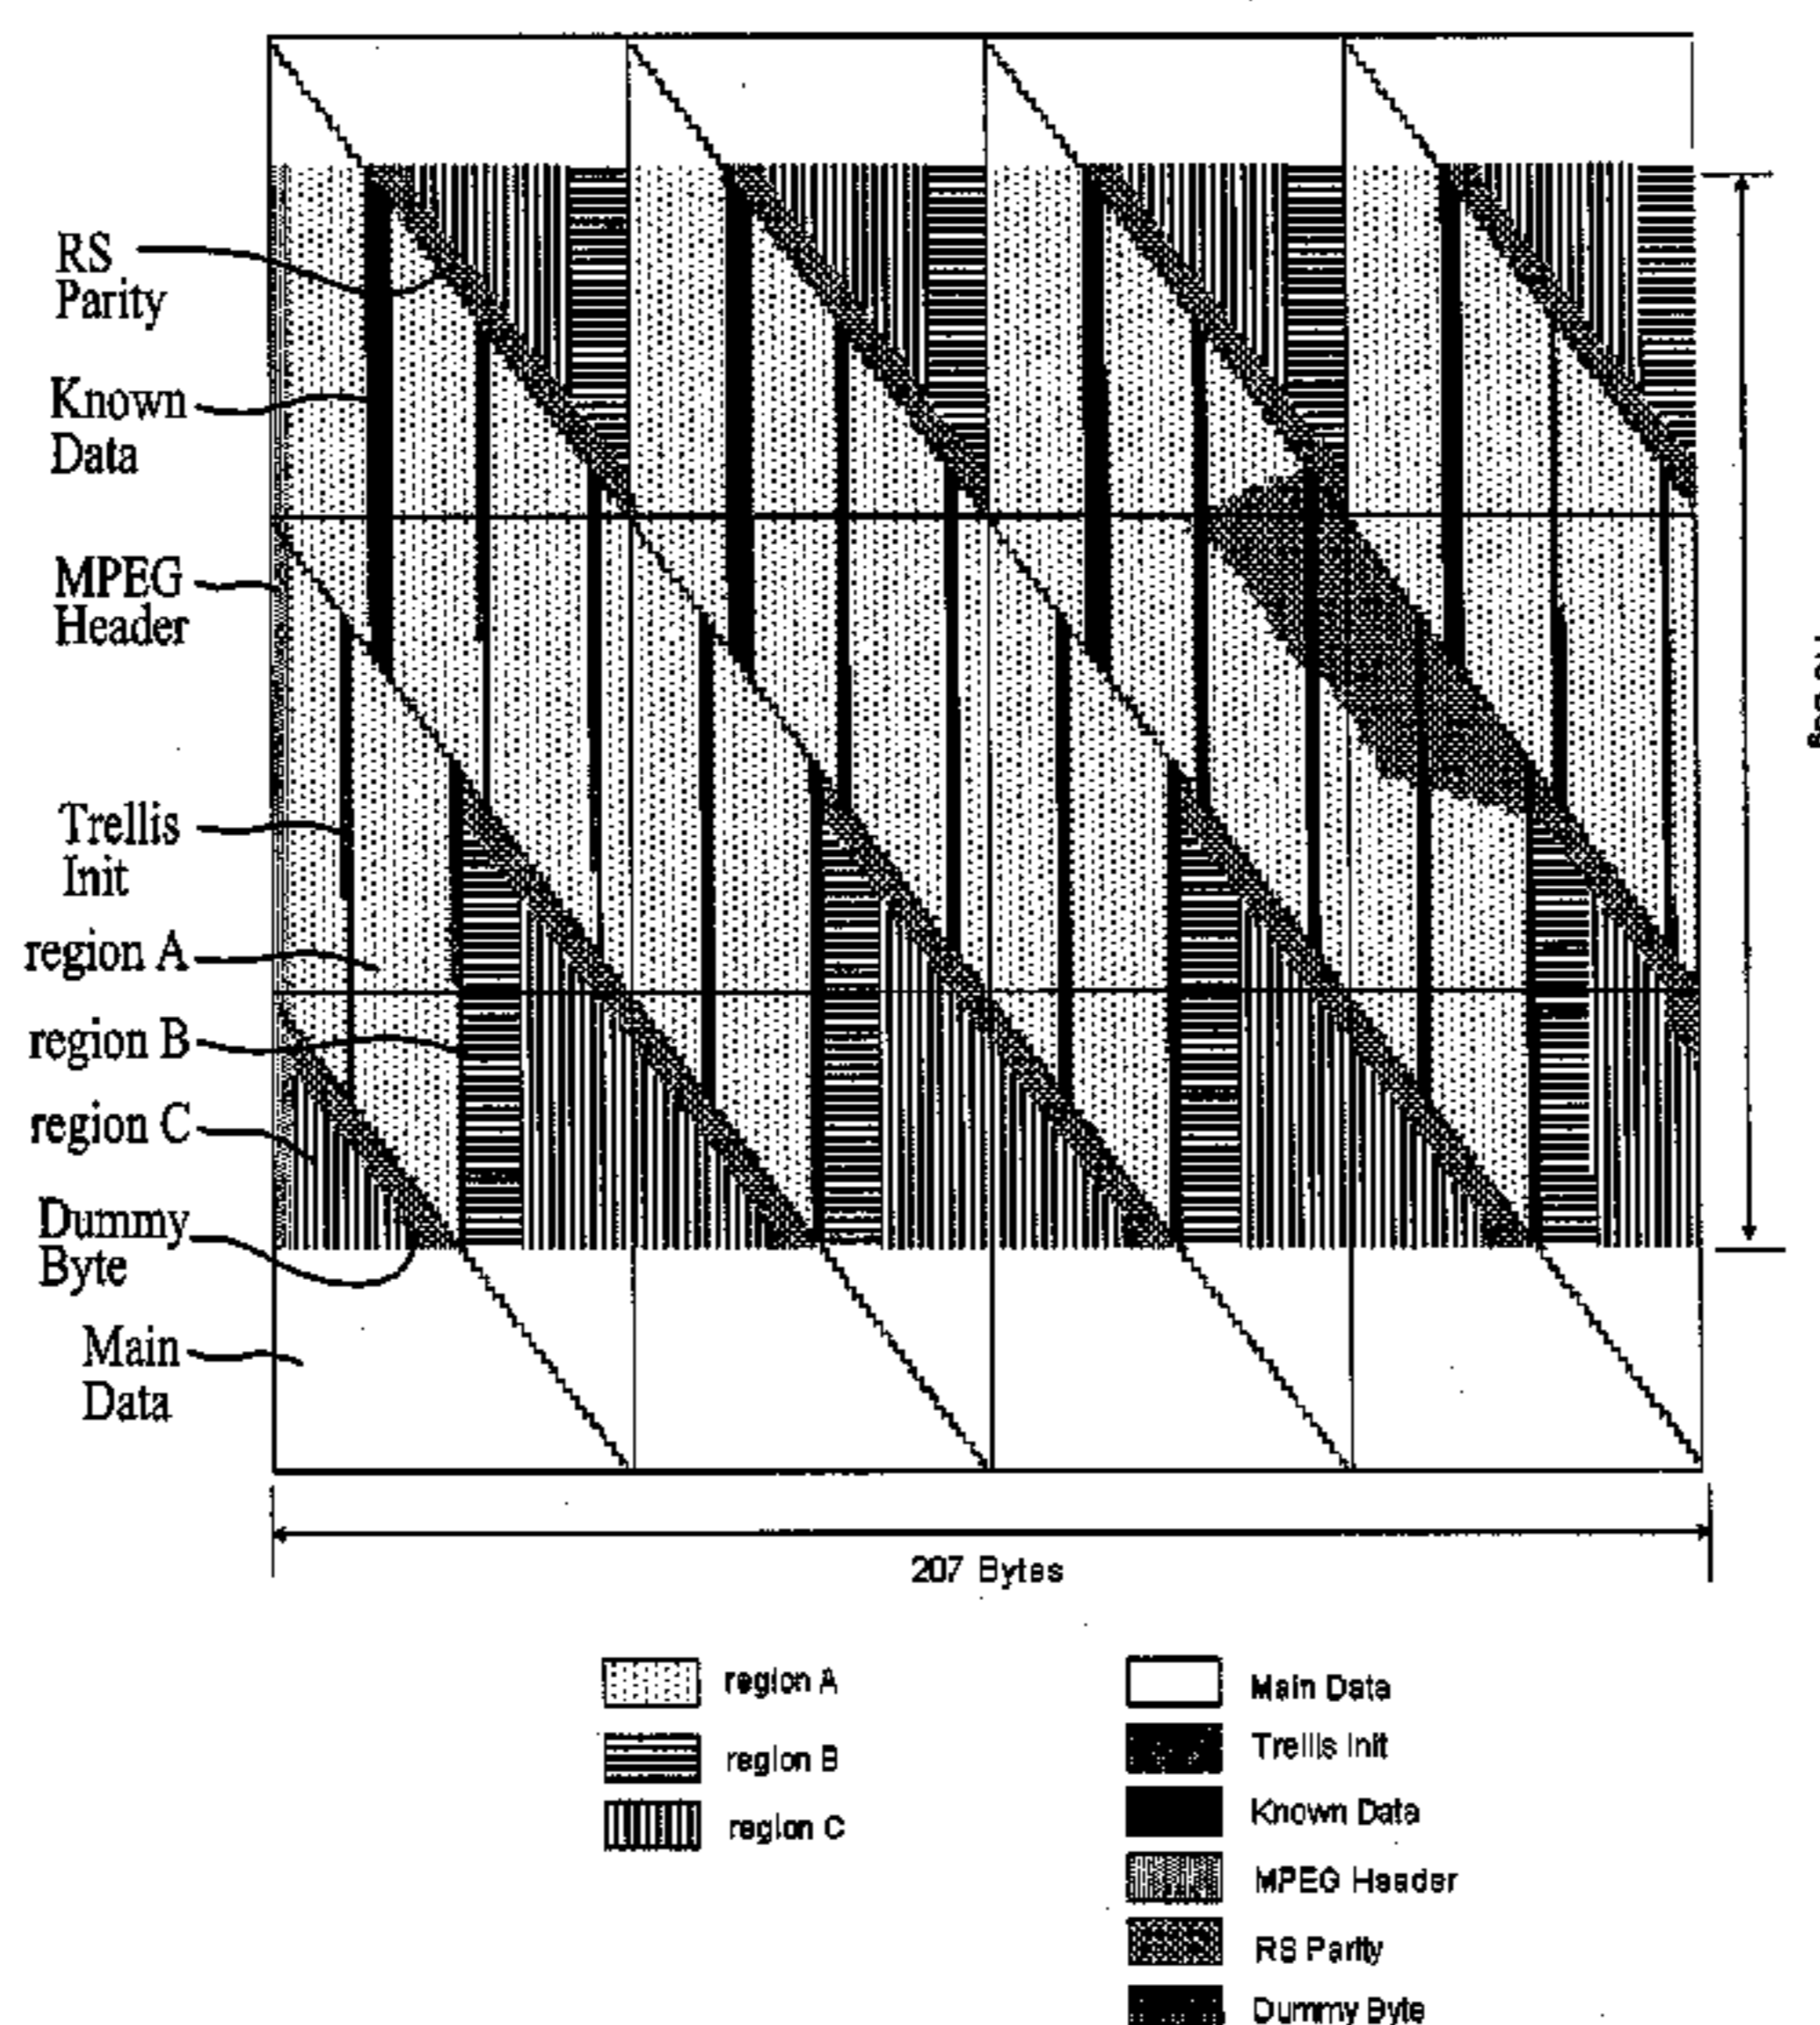 RS
Parity
Known
Data
MPEG
Header
Trellis
Init
region A
region B
region C
Dummy
Byte
Main
Data
207 Bytes
region A
region B
region C
Main Data
Trellis Init
Known Data
MPEG Header
RS Parity
Dummy Byte